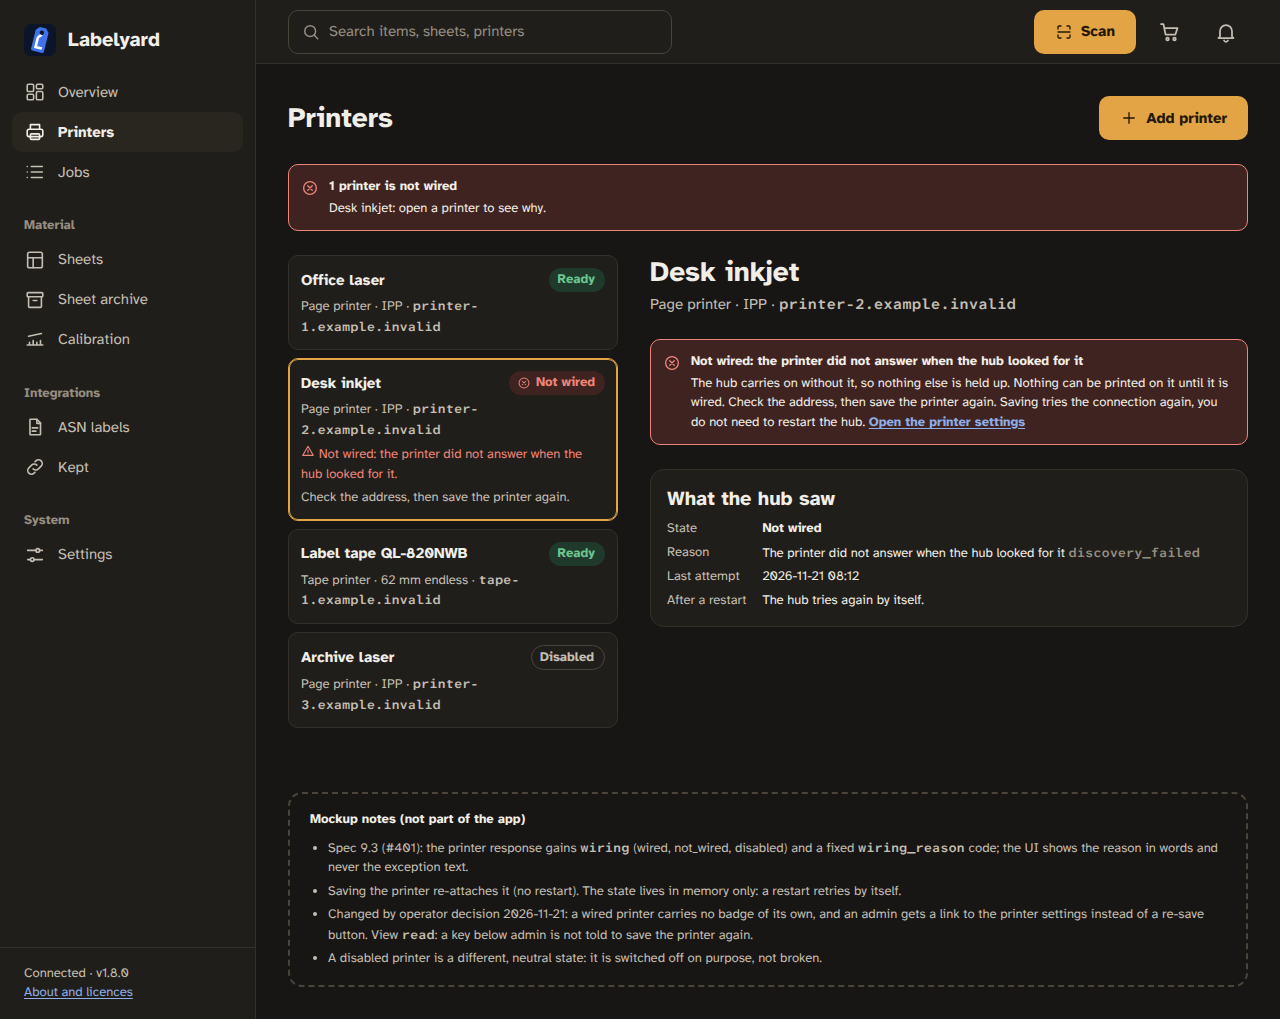 Labelyard
Search items, sheets, printers
Scan
Overview
Printers
Jobs
Material
Sheets
Sheet archive
Calibration
Integrations
ASN labels
Kept
System
Settings
Connected · v1.8.0
About and licences
Printers
Add printer
1 printer is not wired
Desk inkjet: open a printer to see why.
Office laser
Ready
Page printer · IPP · printer-
1.example.invalid
Desk inkjet
Not wired
Page printer · IPP · printer-
2.example.invalid
Not wired: the printer did not answer when the
hub looked for it.
Check the address, then save the printer again.
Label tape QL-820NWB
Ready
Tape printer · 62 mm endless · tape-
1.example.invalid
Archive laser
Disabled
Page printer · IPP · printer-
3.example.invalid
Desk inkjet
Page printer · IPP · printer-2.example.invalid
Not wired: the printer did not answer when the hub looked for it
The hub carries on without it, so nothing else is held up. Nothing can be printed on it until it is
wired. Check the address, then save the printer again. Saving tries the connection again, you
do not need to restart the hub. Open the printer settings
What the hub saw
State Not wired
Reason The printer did not answer when the hub looked for it discovery_failed
Last attempt 2026-11-21 08:12
After a restart The hub tries again by itself.
Mockup notes (not part of the app)
• Spec 9.3 (#401): the printer response gains wiring (wired, not_wired, disabled) and a fixed wiring_reason code; the UI shows the reason in words and
never the exception text.
• Saving the printer re-attaches it (no restart). The state lives in memory only: a restart retries by itself.
• Changed by operator decision 2026-11-21: a wired printer carries no badge of its own, and an admin gets a link to the printer settings instead of a re-save
button. View read: a key below admin is not told to save the printer again.
• A disabled printer is a different, neutral state: it is switched off on purpose, not broken.